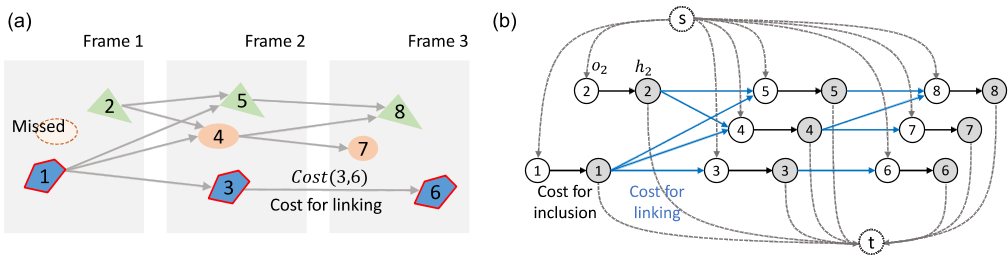 (a)
Frame 1
Frame 2
Frame 3
2
5
8
Missed
4
7
1
3
6
Cost(3,6)
Cost for linking
(b)
s
o₂
h₂
2
2
5
5
8
8
4
4
7
7
1
1
3
3
6
6
Cost for
inclusion
Cost for
linking
t